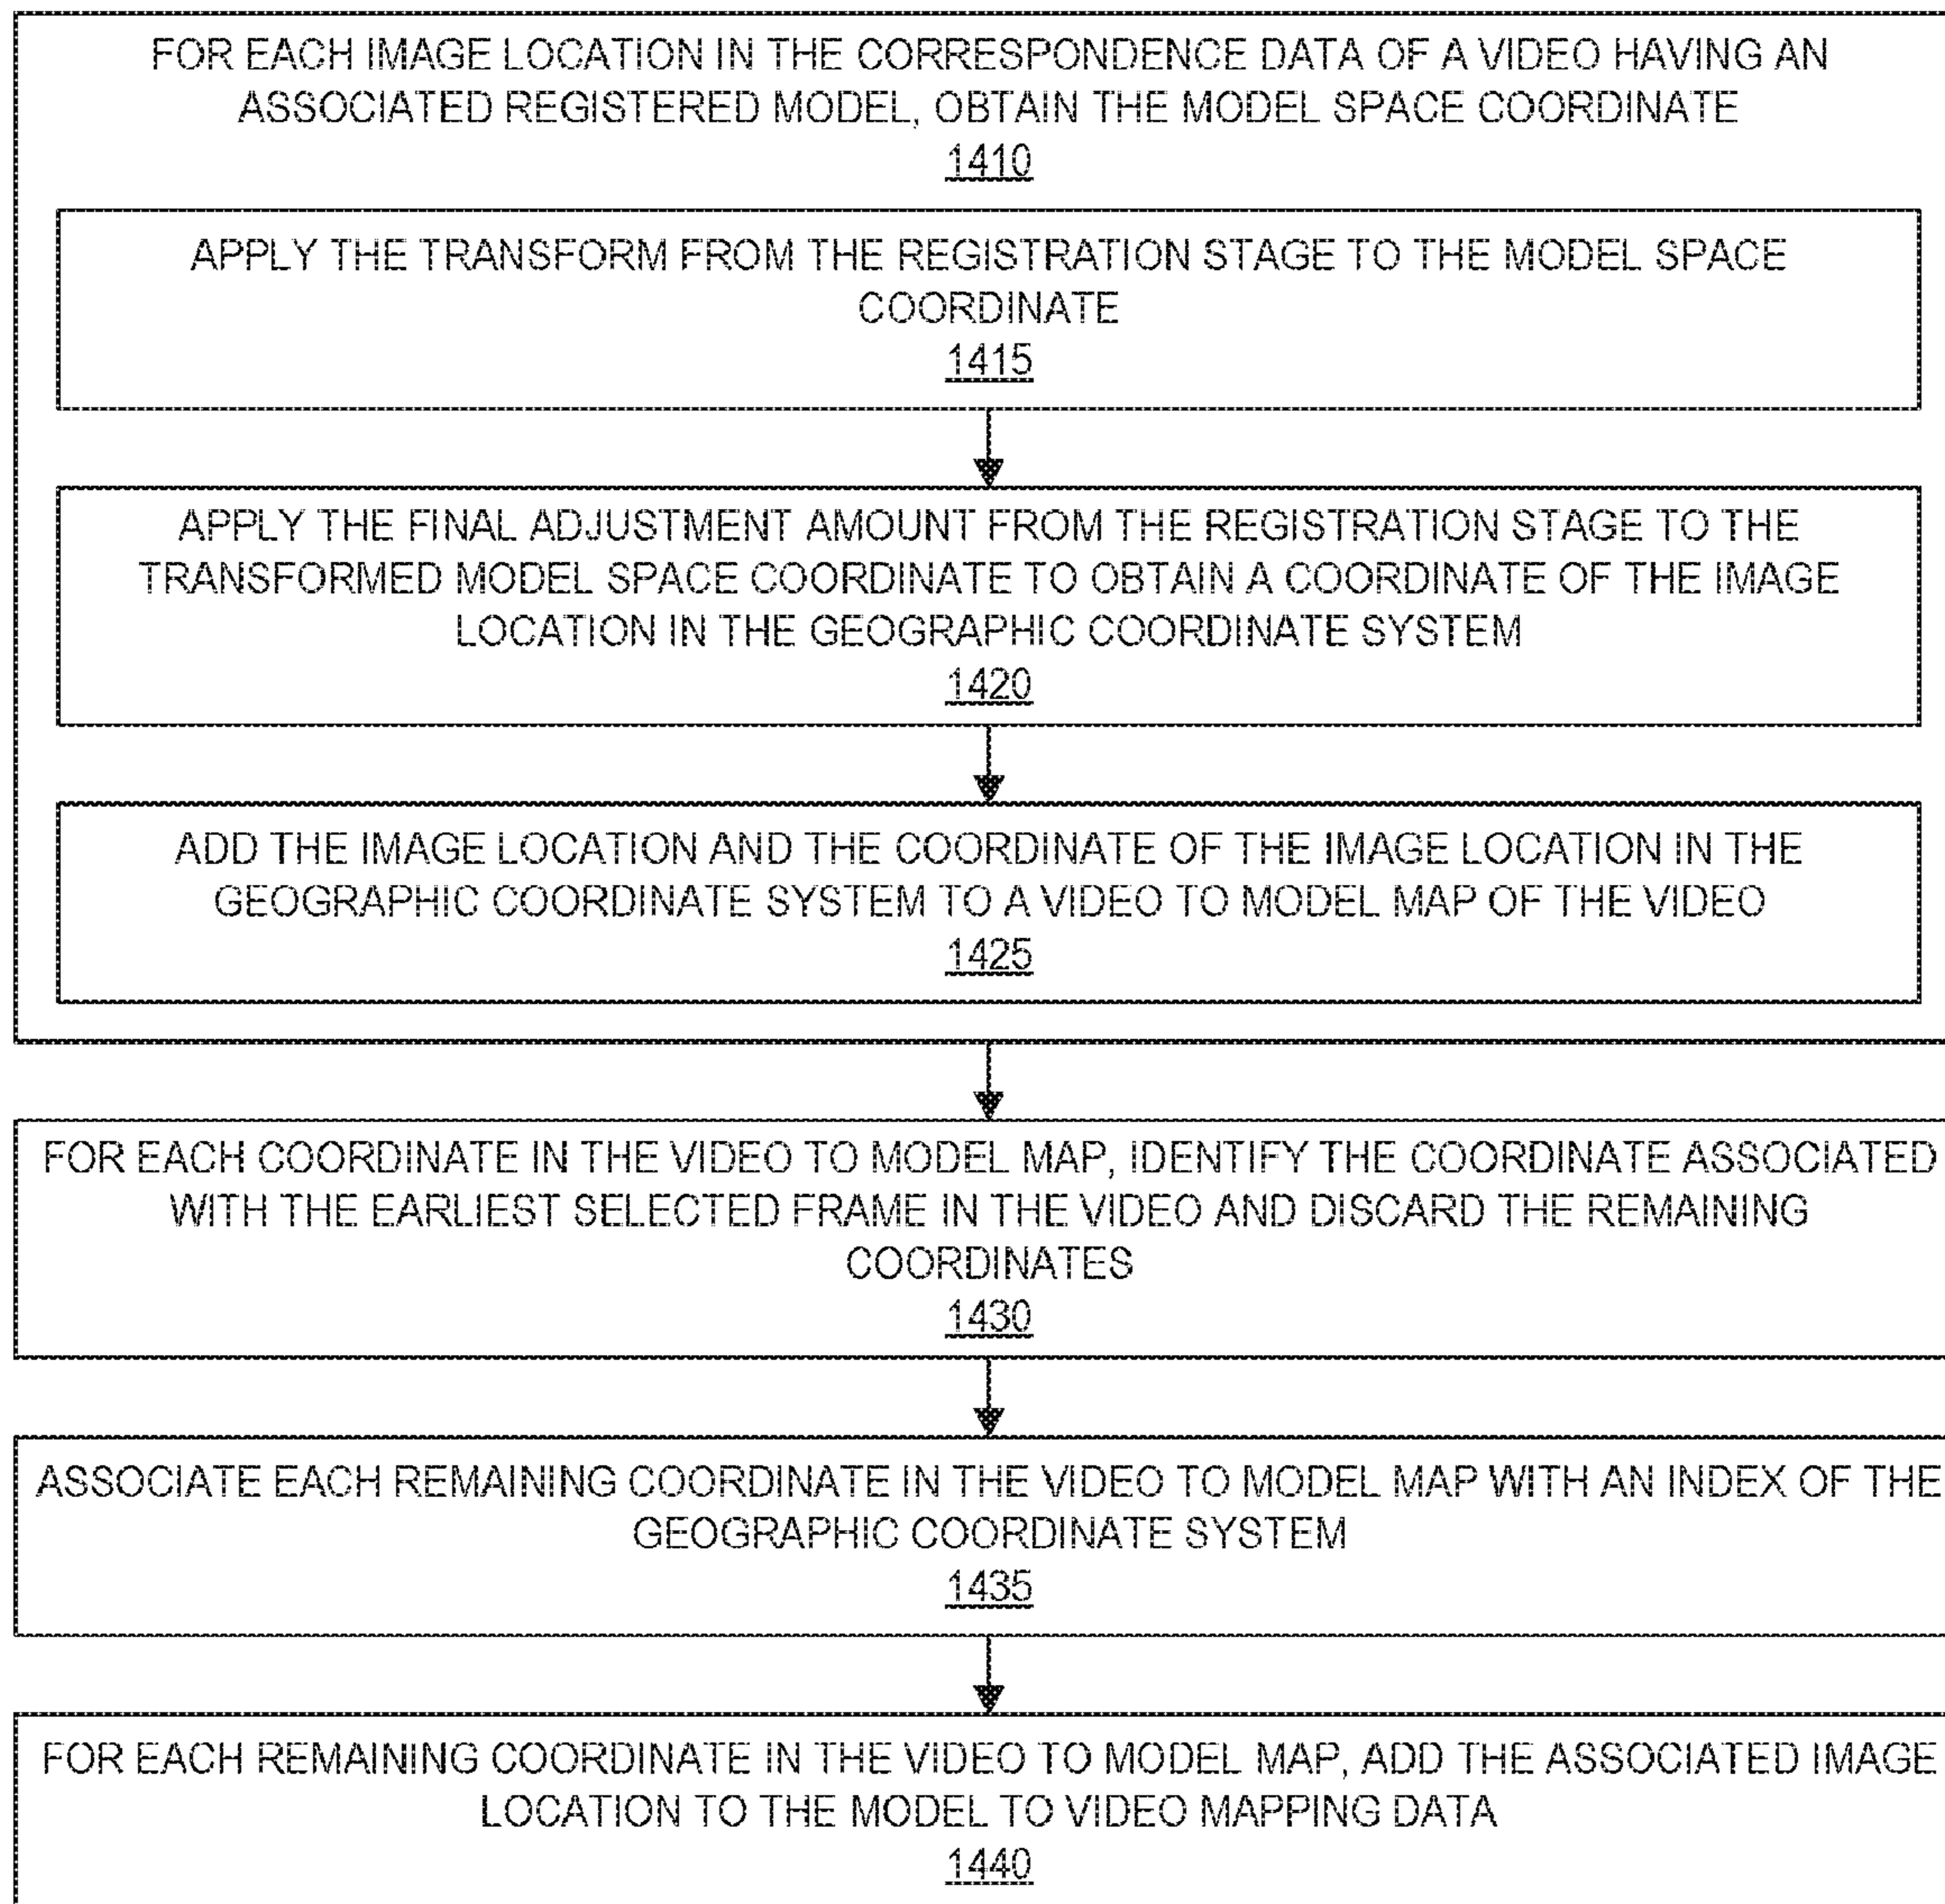 FOR EACH IMAGE LOCATION IN THE CORRESPONDENCE DATA OF A VIDEO HAVING AN
ASSOCIATED REGISTERED MODEL, OBTAIN THE MODEL SPACE COORDINATE
1410
APPLY THE TRANSFORM FROM THE REGISTRATION STAGE TO THE MODEL SPACE
COORDINATE
1415
APPLY THE FINAL ADJUSTMENT AMOUNT FROM THE REGISTRATION STAGE TO THE
TRANSFORMED MODEL SPACE COORDINATE TO OBTAIN A COORDINATE OF THE IMAGE
LOCATION IN THE GEOGRAPHIC COORDINATE SYSTEM
1420
ADD THE IMAGE LOCATION AND THE COORDINATE OF THE IMAGE LOCATION IN THE
GEOGRAPHIC COORDINATE SYSTEM TO A VIDEO TO MODEL MAP OF THE VIDEO
1425
FOR EACH COORDINATE IN THE VIDEO TO MODEL MAP, IDENTIFY THE COORDINATE ASSOCIATED
WITH THE EARLIEST SELECTED FRAME IN THE VIDEO AND DISCARD THE REMAINING
COORDINATES
1430
ASSOCIATE EACH REMAINING COORDINATE IN THE VIDEO TO MODEL MAP WITH AN INDEX OF THE
GEOGRAPHIC COORDINATE SYSTEM
1435
FOR EACH REMAINING COORDINATE IN THE VIDEO TO MODEL MAP, ADD THE ASSOCIATED IMAGE
LOCATION TO THE MODEL TO VIDEO MAPPING DATA
1440